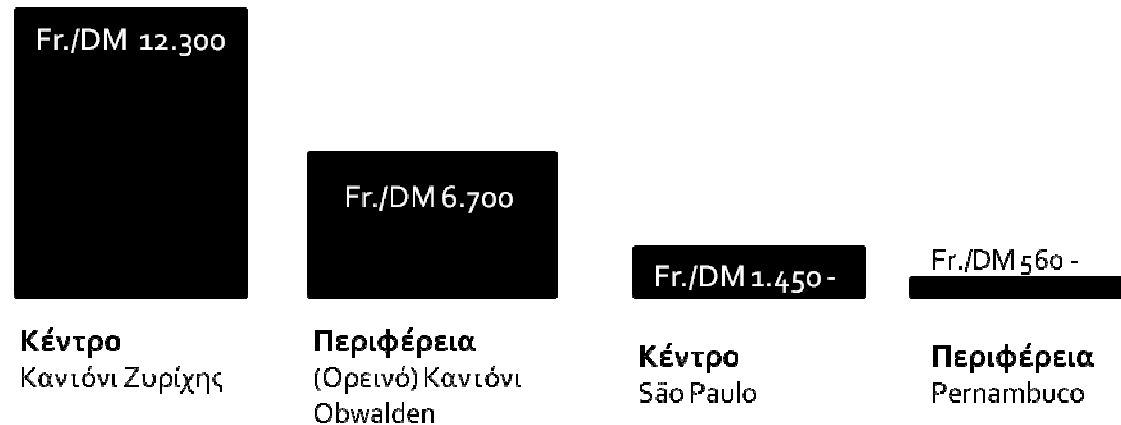 Fr./DM 12.300
Fr./DM 6.700
Fr./DM 1.450 -
Fr./DM 560 -
Κέντρο
Καντόνι Ζυρίχης
Περιφέρεια
(Ορεινό) Καντόνι
Obwalden
Κέντρο
São Paulo
Περιφέρεια
Pernambuco